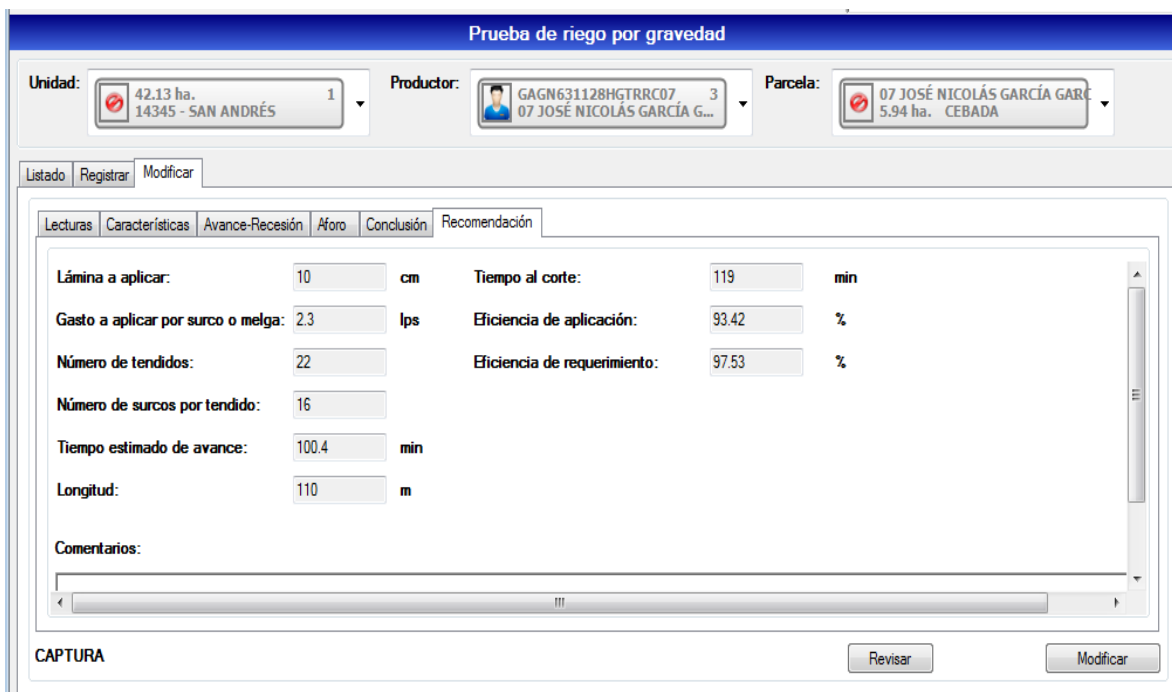 Prueba de riego por gravedad
Unidad:
42.13 ha. 1
14345 - SAN ANDRÉS
Productor:
GAGN631128HGTRRC07 3
07 JOSÉ NICOLÁS GARCÍA G...
Parcela:
07 JOSÉ NICOLÁS GARCÍA
5.94 ha. CEBADA
Listado Registrar Modificar
Lecturas Características Avance-Recesión Aforo Conclusión Recomendación
Lámina a aplicar: 10 cm Tiempo al corte: 119 min
Gasto a aplicar por surco o melga: 2.3 lps Eficiencia de aplicación: 93.42 %
Número de tendidos: 22 Eficiencia de requerimiento: 97.53 %
Número de surcos por tendido: 16
Tiempo estimado de avance: 100.4 min
Longitud: 110 m
Comentarios:
CAPTURA Revisar Modificar